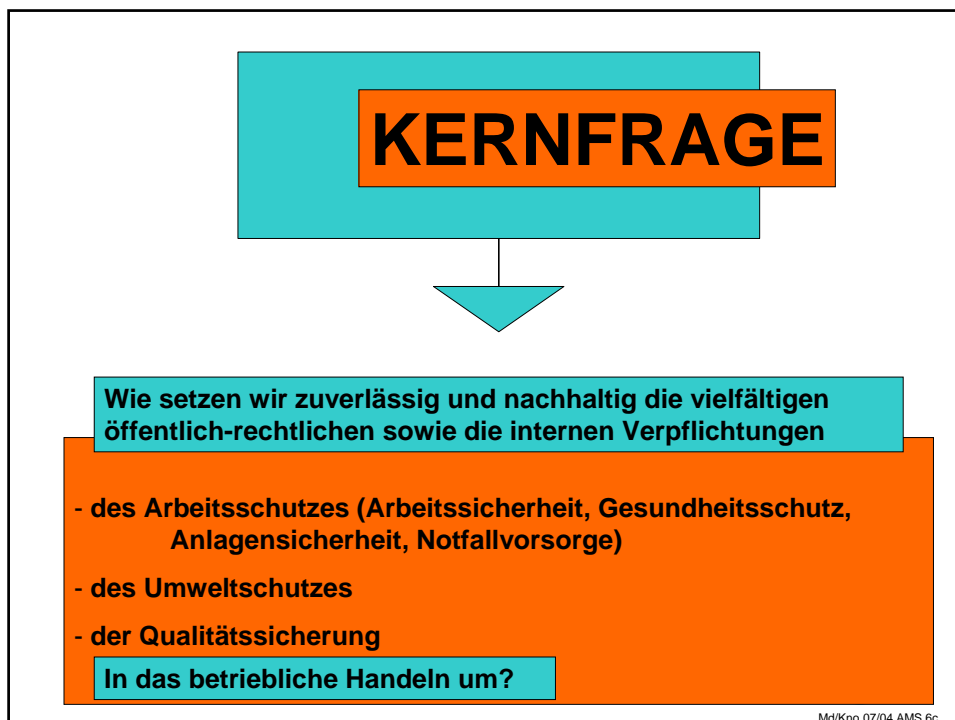 KERNFRAGE
Wie setzen wir zuverlässig und nachhaltig die vielfältigen
öffentlich-rechtlichen sowie die internen Verpflichtungen
- des Arbeitsschutzes (Arbeitssicherheit, Gesundheitsschutz,
Anlagensicherheit, Notfallvorsorge)
- des Umweltschutzes
- der Qualitätssicherung
In das betriebliche Handeln um?
Md/Kno 07/04 AMS 6c